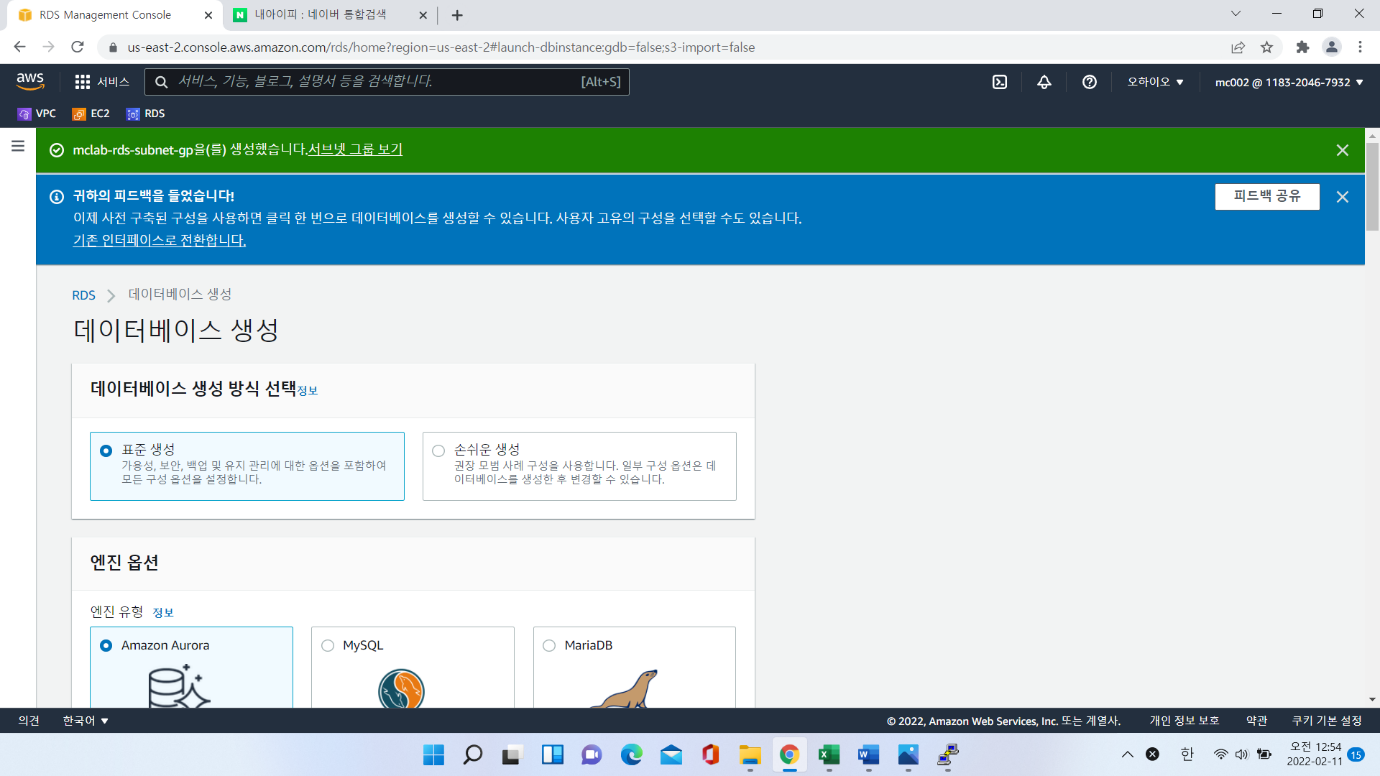 RDS Management Console
내아이피 : 네이버 통합검색
us-east-2.console.aws.amazon.com/rds/home?region=us-east-2#launch-dbinstance:gdb=false;s3-import=false
aws
서비스
서비스, 기능, 블로그, 설명서 등을 검색합니다.
[Alt+S]
오하이오
mc002 @ 1183-2046-7932
VPC
EC2
RDS
mclab-rds-subnet-gp을(를) 생성했습니다.서브넷 그룹 보기
귀하의 피드백을 들었습니다!
피드백 공유
이제 사전 구축된 구성을 사용하면 클릭 한 번으로 데이터베이스를 생성할 수 있습니다. 사용자 고유의 구성을 선택할 수도 있습니다.
기존 인터페이스로 전환합니다.
RDS
데이터베이스 생성
데이터베이스 생성
데이터베이스 생성 방식 선택정보
표준 생성
가용성, 보안, 백업 및 유지 관리에 대한 옵션을 포함하여
모든 구성 옵션을 설정합니다.
손쉬운 생성
권장 모범 사례 구성을 사용합니다. 일부 구성 옵션은 데
이터베이스를 생성한 후 변경할 수 있습니다.
엔진 옵션
엔진 유형 정보
Amazon Aurora
MySQL
MariaDB
의견
한국어
© 2022, Amazon Web Services, Inc. 또는 계열사.
개인 정보 보호
약관
쿠키 기본 설정
한
오전 12:54
2022-02-11
15